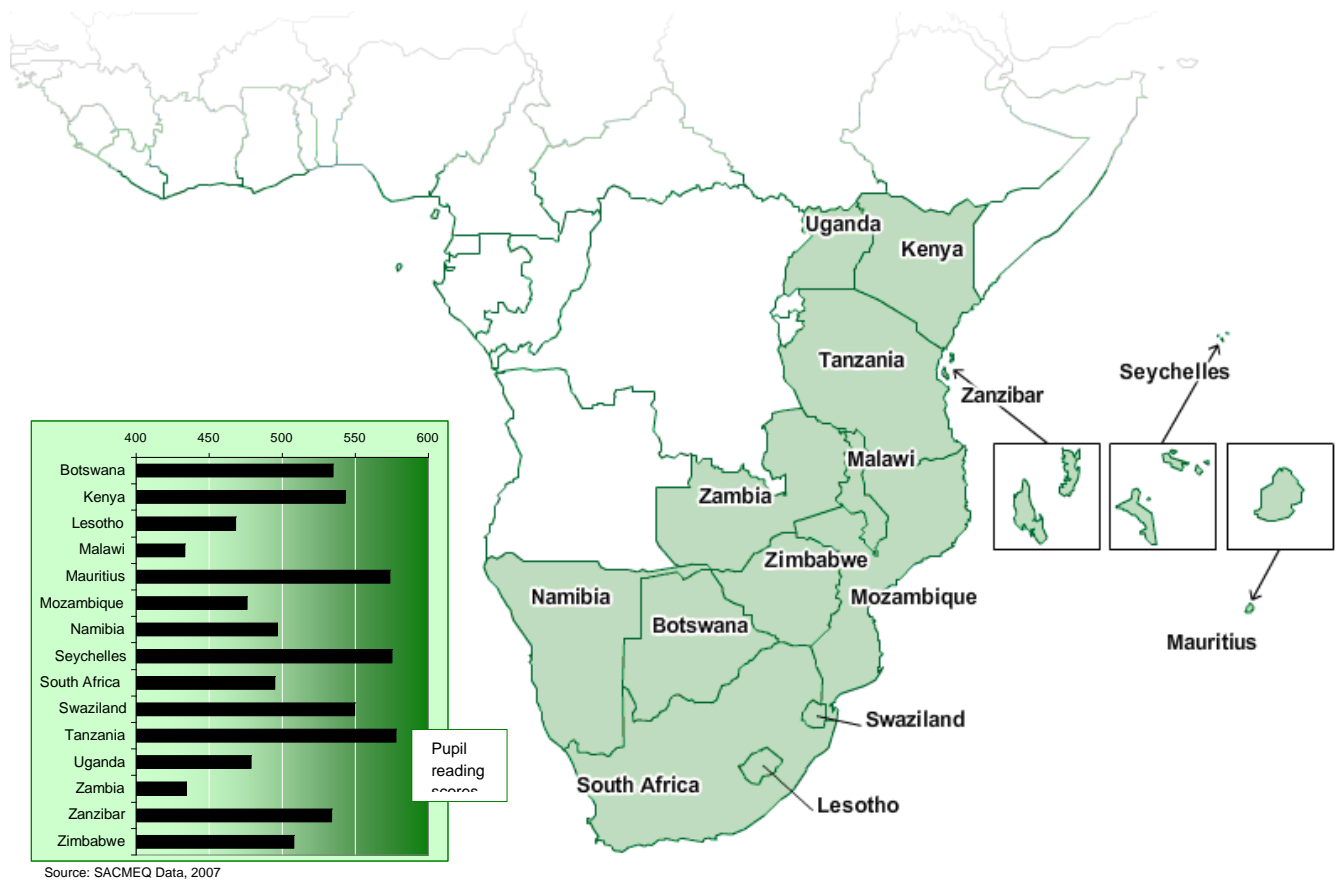 Uganda
Kenya
Tanzania
Seychelles
Zanzibar
Malawi
Zambia
Zimbabwe
Namibia
Mozambique
Botswana
Mauritius
Swaziland
South Africa
Lesotho
400 450 500 550 600
Botswana
Kenya
Lesotho
Malawi
Mauritius
Mozambique
Namibia
Seychelles
South Africa
Swaziland
Tanzania
Uganda
Zambia
Zanzibar
Zimbabwe
Pupil
reading
scores
Source: SACMEQ Data, 2007